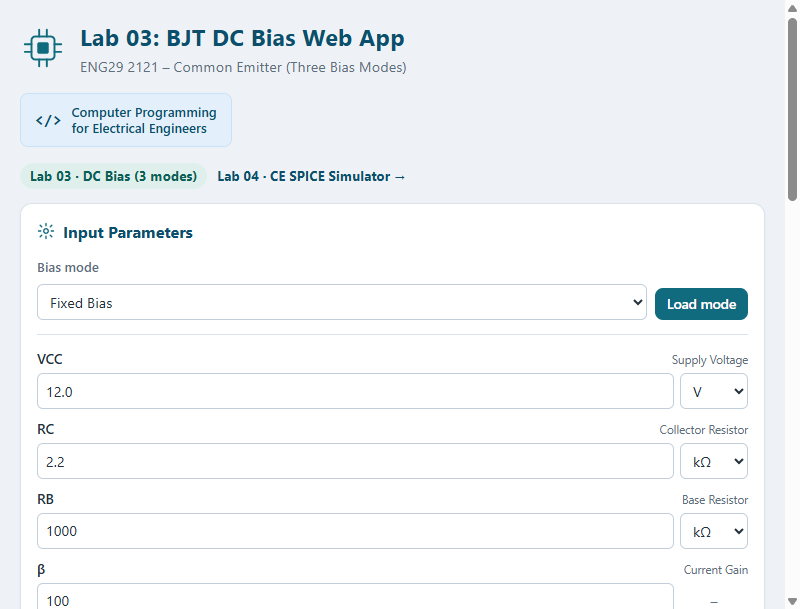 Lab 03: BJT DC Bias Web App
ENG29 2121 – Common Emitter (Three Bias Modes)
</> Computer Programming
for Electrical Engineers
Lab 03 · DC Bias (3 modes) Lab 04 · CE SPICE Simulator →
Input Parameters
Bias mode
Fixed Bias Load mode
VCC Supply Voltage
12.0 V
RC Collector Resistor
2.2 kΩ
RB Base Resistor
1000 kΩ
β Current Gain
100 –